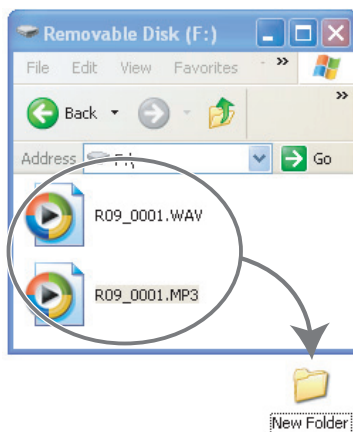 Removable Disk (F:)
File Edit View Favorites »
Back »
Address F:\ Go
R09_0001.WAV
R09_0001.MP3
New Folder